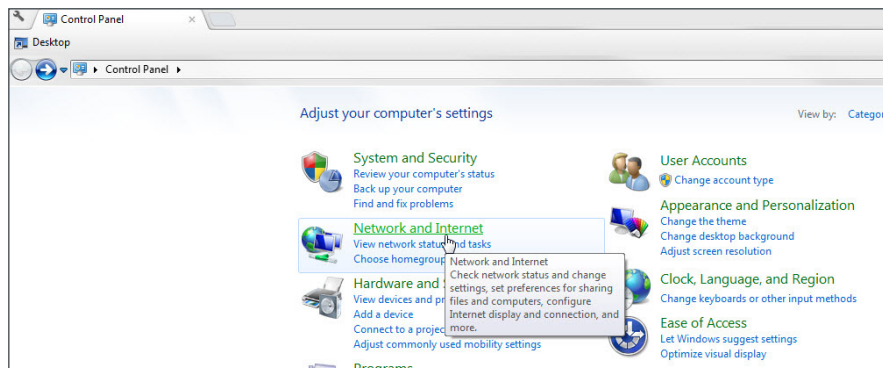 Control Panel
Desktop
Control Panel
Adjust your computer's settings
View by: Categor
System and Security
Review your computer's status
Back up your computer
Find and fix problems
Network and Internet
View network status and tasks
Choose homegroup
Hardware and S
View devices and pr
Add a device
Connect to a projec
Adjust commonly used mobility settings
Programs
Network and Internet
Check network status and change
settings, set preferences for sharing
files and computers, configure
Internet display and connection, and
more.
User Accounts
Change account type
Appearance and Personalization
Change the theme
Change desktop background
Adjust screen resolution
Clock, Language, and Region
Change keyboards or other input methods
Ease of Access
Let Windows suggest settings
Optimize visual display